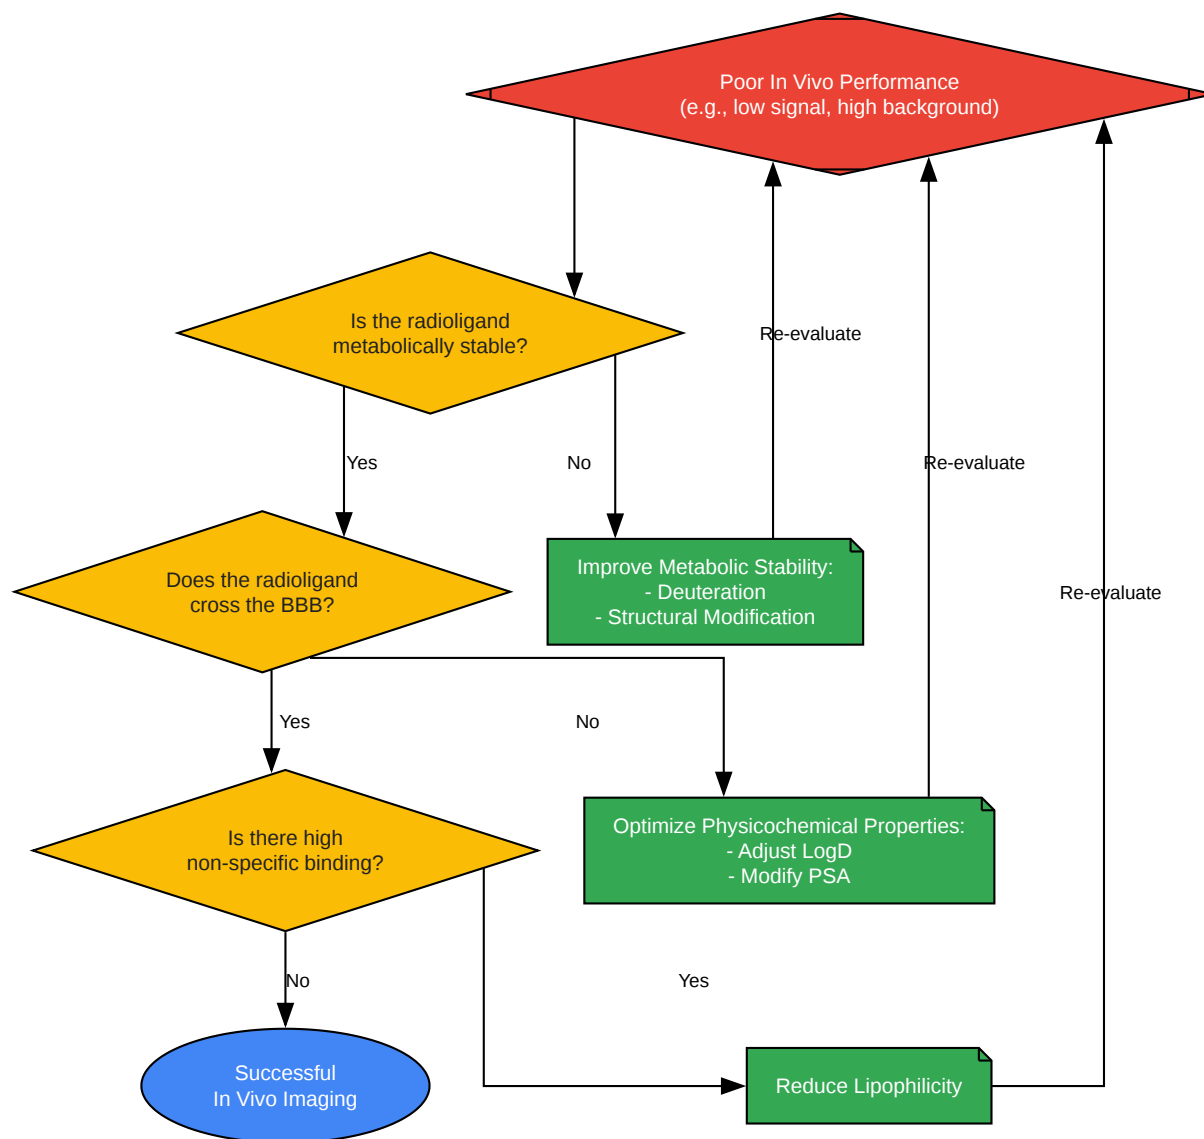 Poor In Vivo Performance
(e.g., low signal, high background)
Is the radioligand
metabolically stable?
Re-evaluate
Yes
No
Re-evaluate
Does the radioligand
cross the BBB?
Improve Metabolic Stability:
- Deuteration
- Structural Modification
Re-evaluate
Yes
No
Is there high
non-specific binding?
Optimize Physicochemical Properties:
- Adjust LogD
- Modify PSA
No
Yes
Successful
In Vivo Imaging
Reduce Lipophilicity